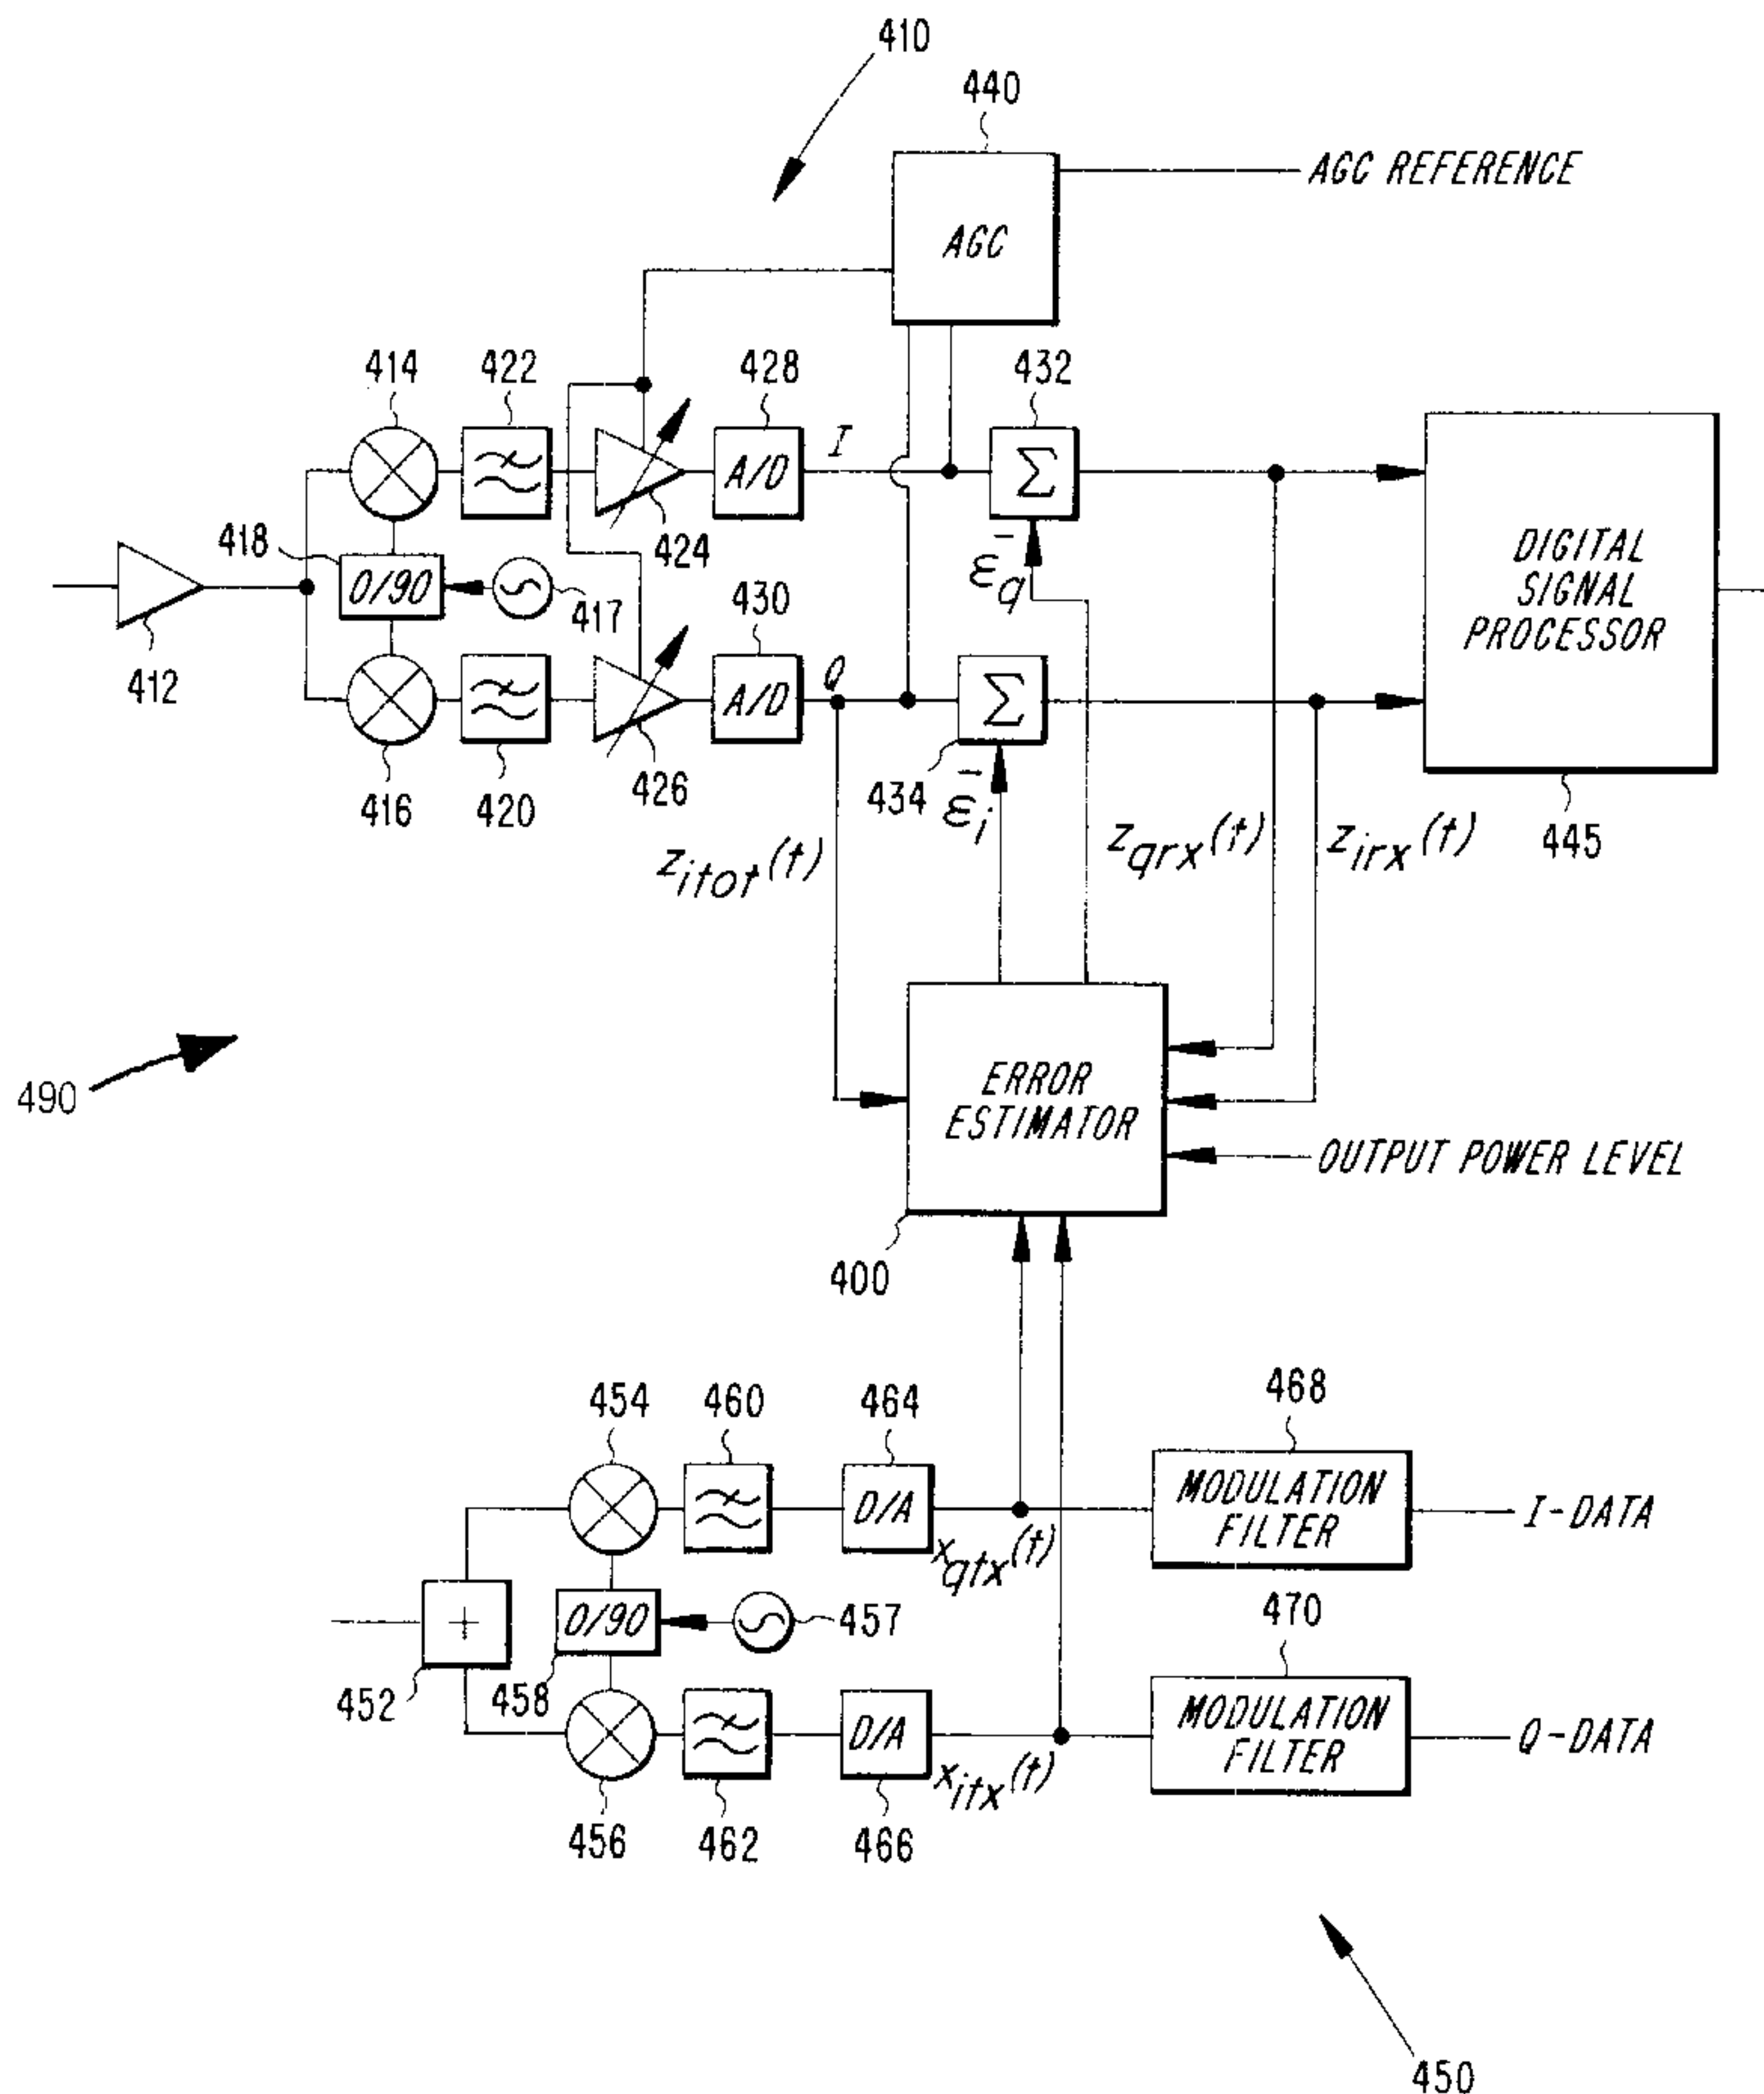 410
440
AGC REFERENCE
AGC
414
422
428
432
I
A/D
Σ
424
418
0/90
417
412
430
ε̄q
DIGITAL
SIGNAL
PROCESSOR
Q
A/D
Σ
416
420
426
434
ε̄i
445
zitot(t)
zqrx(t)
zirx(t)
490
ERROR
ESTIMATOR
OUTPUT POWER LEVEL
400
454
460
464
468
D/A
xqtx(t)
MODULATION
FILTER
I-DATA
470
+
0/90
457
452
458
D/A
xitx(t)
MODULATION
FILTER
Q-DATA
456
462
466
450